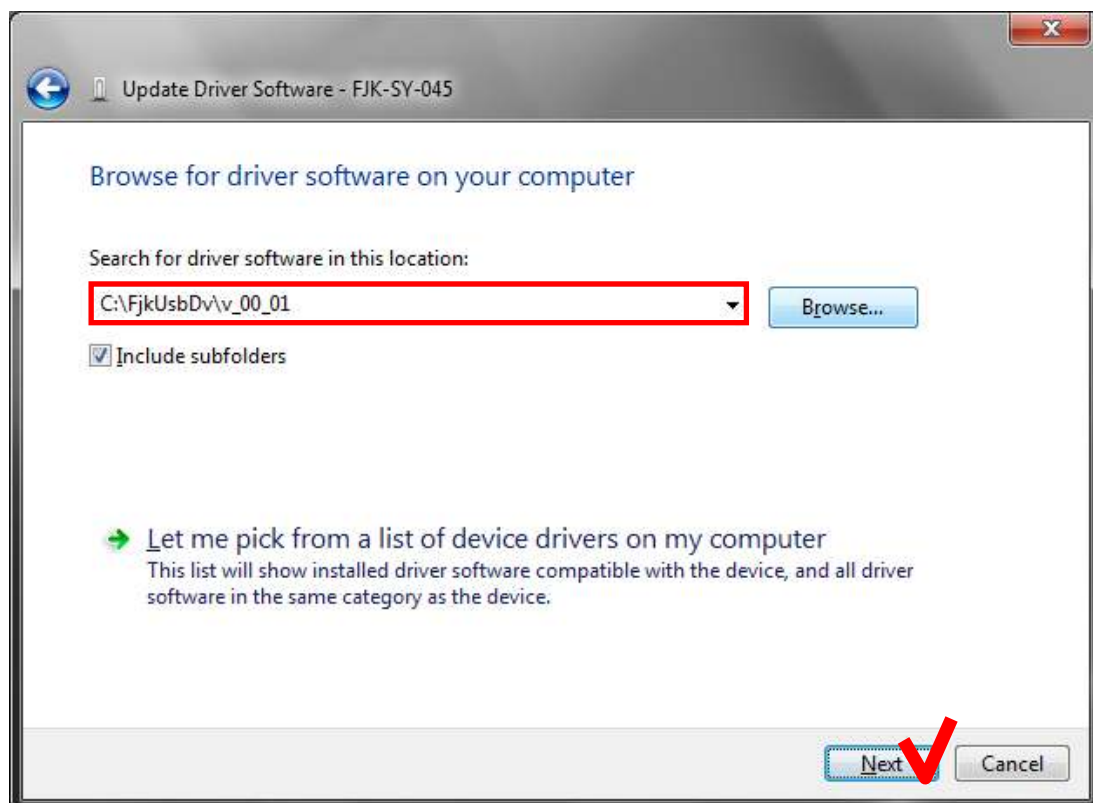 Update Driver Software - FJK-SY-045
Browse for driver software on your computer
Search for driver software in this location:
C:\FjkUsbDv\v_00_01
Browse...
Include subfolders
Let me pick from a list of device drivers on my computer
This list will show installed driver software compatible with the device, and all driver
software in the same category as the device.
Next
Cancel